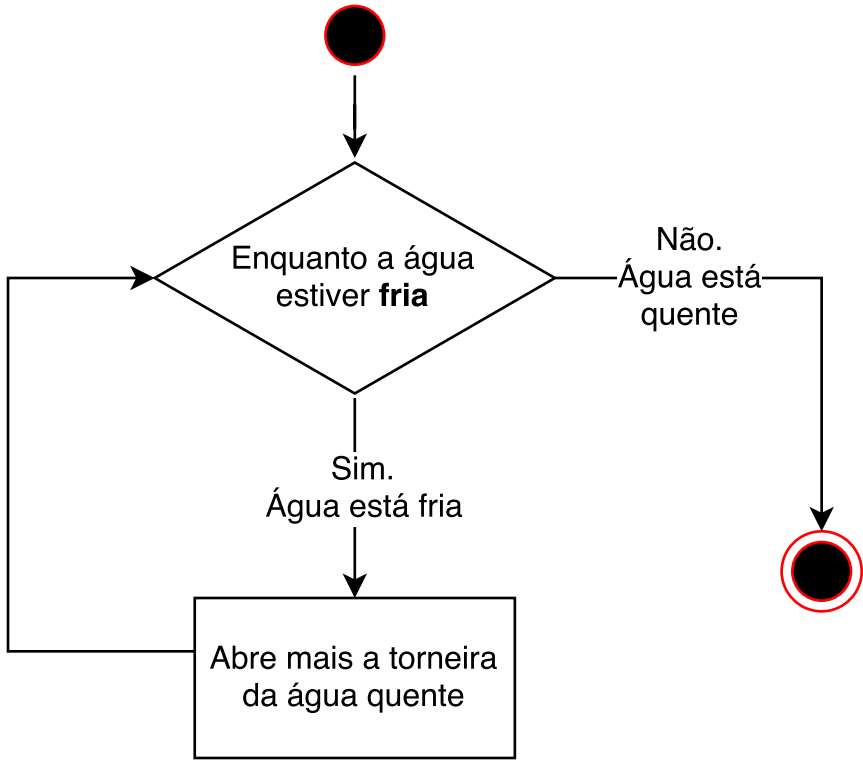 Enquanto a água
estiver fria
Não.
Água está
quente
Sim.
Água está fria
Abre mais a torneira
da água quente